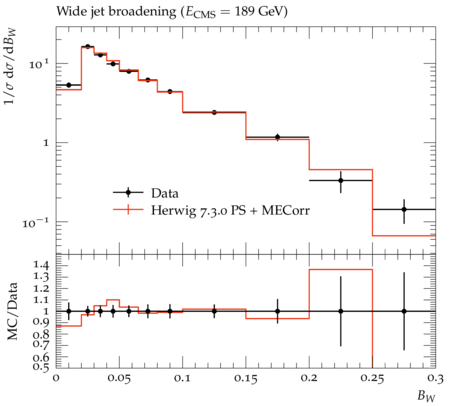 Wide jet broadening (E_CMS = 189 GeV)
1/σ dσ/dB_W
10^1
1
10^−1
Data
Herwig 7.3.0 PS + MECorr
MC/Data
1.4
1.3
1.2
1.1
1
0.9
0.8
0.7
0.6
0.5
0 0.05 0.1 0.15 0.2 0.25 0.3
B_W